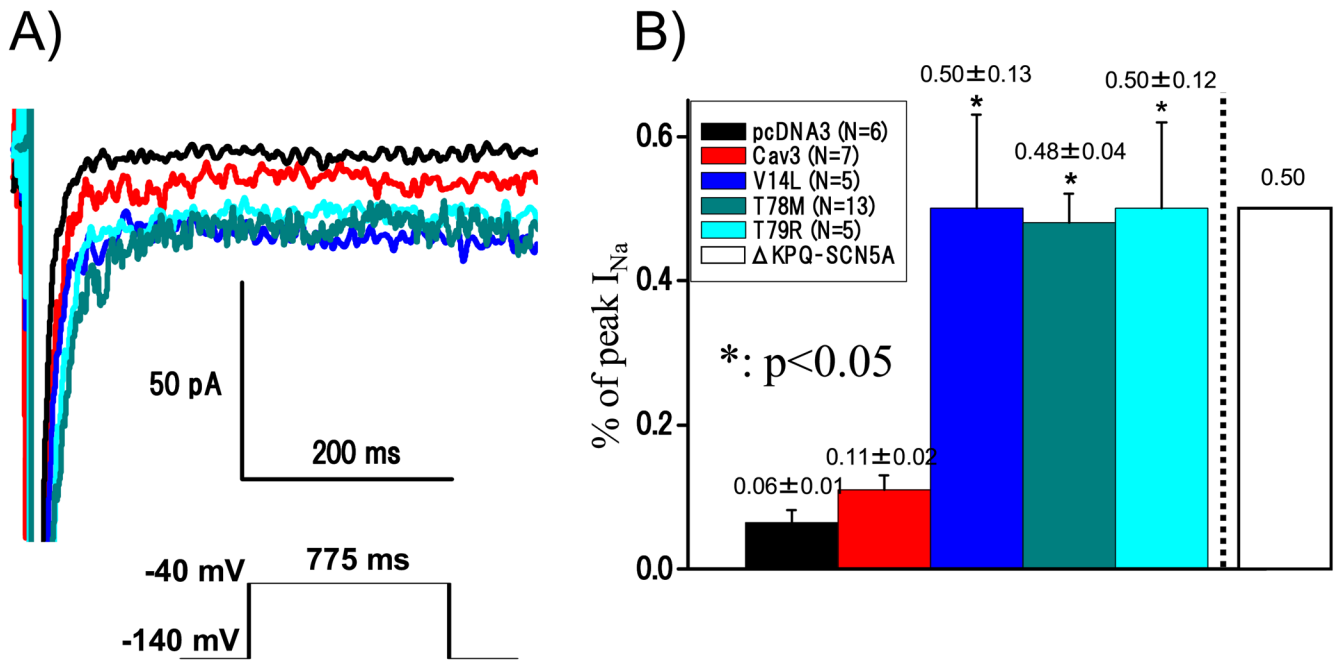 A)
50 pA
200 ms
-40 mV
775 ms
-140 mV
B)
% of peak I_Na
0.6
0.4
0.2
0.0
pcDNA3 (N=6)
Cav3 (N=7)
V14L (N=5)
T78M (N=13)
T79R (N=5)
ΔKPQ-SCN5A
*: p<0.05
0.06±0.01
0.11±0.02
0.50±0.13
*
0.48±0.04
*
0.50±0.12
*
0.50